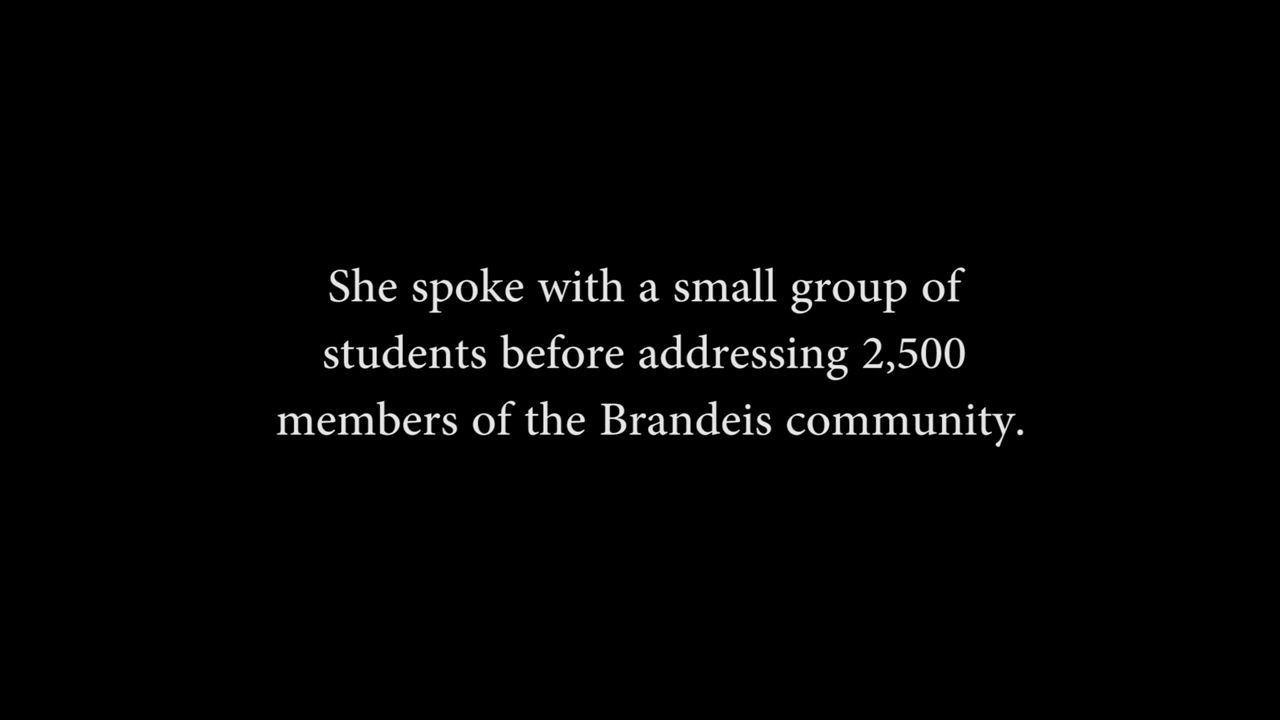 She spoke with a small group of
students before addressing 2,500
members of the Brandeis community.